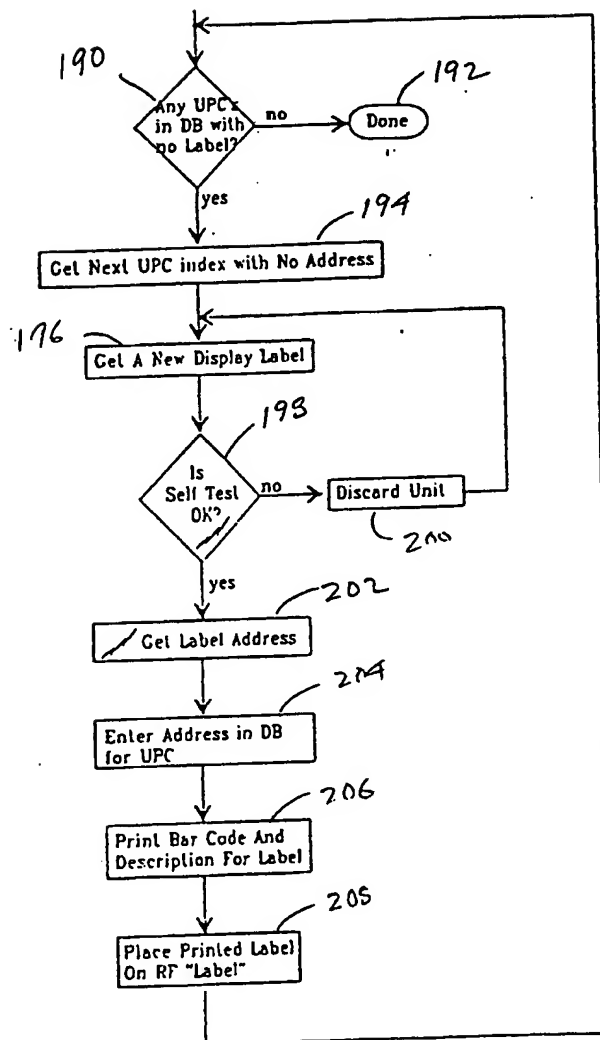 190
Any UPC's
in DB with
no Label?
no
192
Done
yes
194
Get Next UPC index with No Address
176
Get A New Display Label
193
Is
Self Test
OK?
no
Discard Unit
200
yes
202
Get Label Address
204
Enter Address in DB
for UPC
206
Print Bar Code And
Description For Label
205
Place Printed Label
On RF "Label"